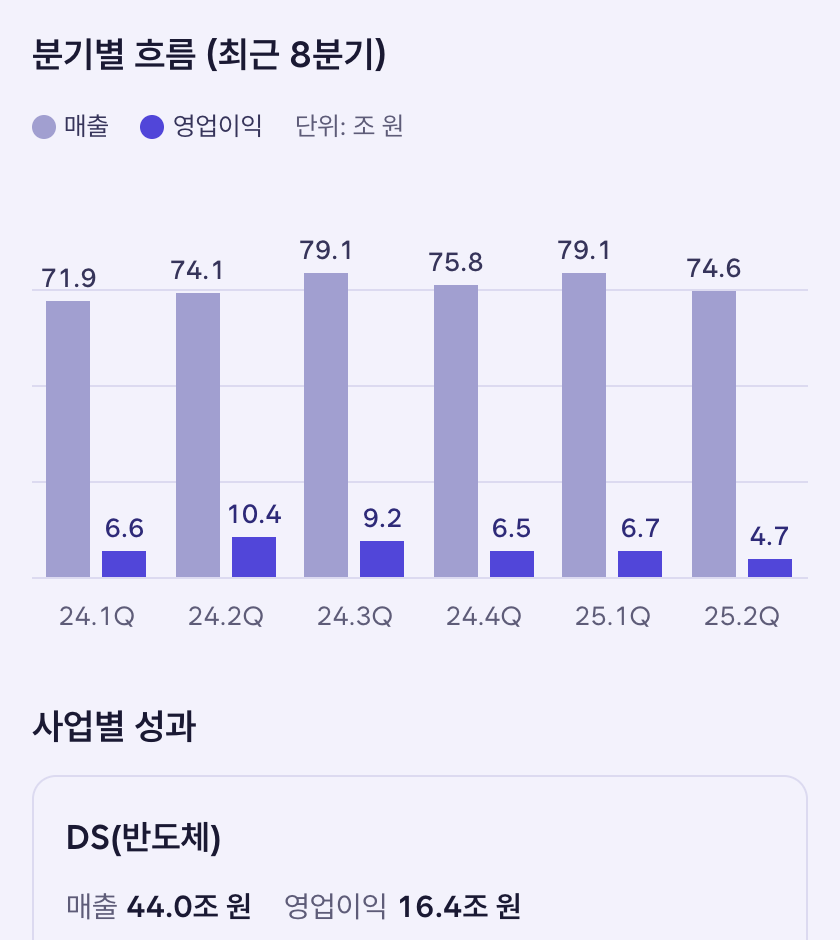 분기별 흐름 (최근 8분기)
매출 영업이익 단위: 조 원
71.9 74.1 79.1 75.8 79.1 74.6
6.6 10.4 9.2 6.5 6.7 4.7
24.1Q 24.2Q 24.3Q 24.4Q 25.1Q 25.2Q
사업별 성과
DS(반도체)
매출 44.0조 원 영업이익 16.4조 원